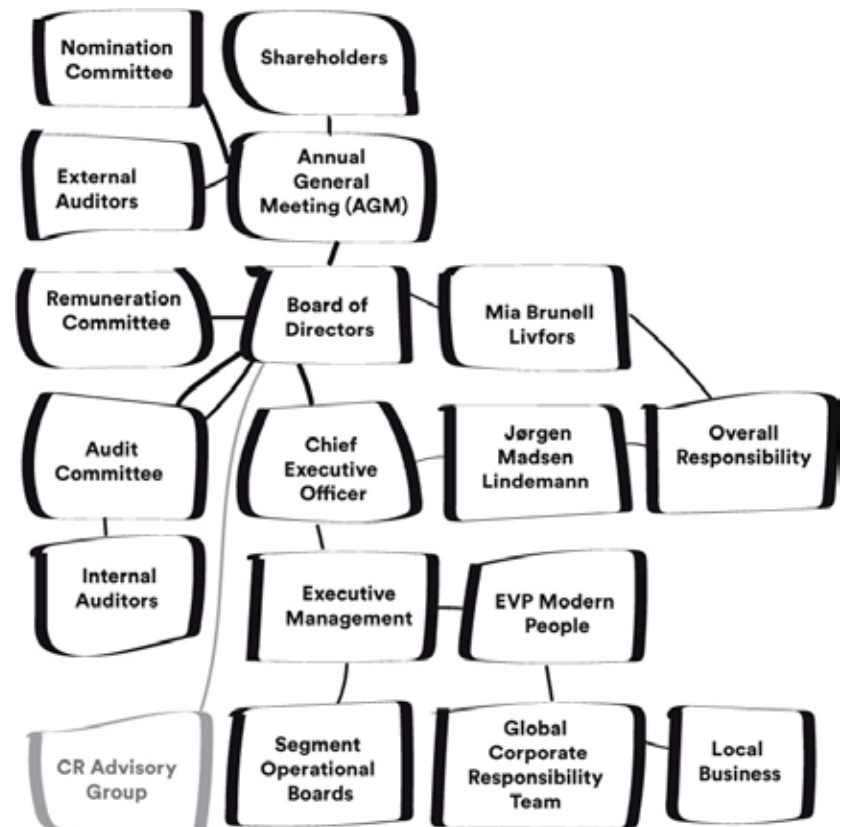 Nomination
Committee
Shareholders
External
Auditors
Annual
General
Meeting (AGM)
Remuneration
Committee
Board of
Directors
Mia Brunell
Livfors
Audit
Committee
Chief
Executive
Officer
Jørgen
Madsen
Lindemann
Overall
Responsibility
Internal
Auditors
Executive
Management
EVP Modern
People
CR Advisory
Group
Segment
Operational
Boards
Global
Corporate
Responsibility
Team
Local
Business